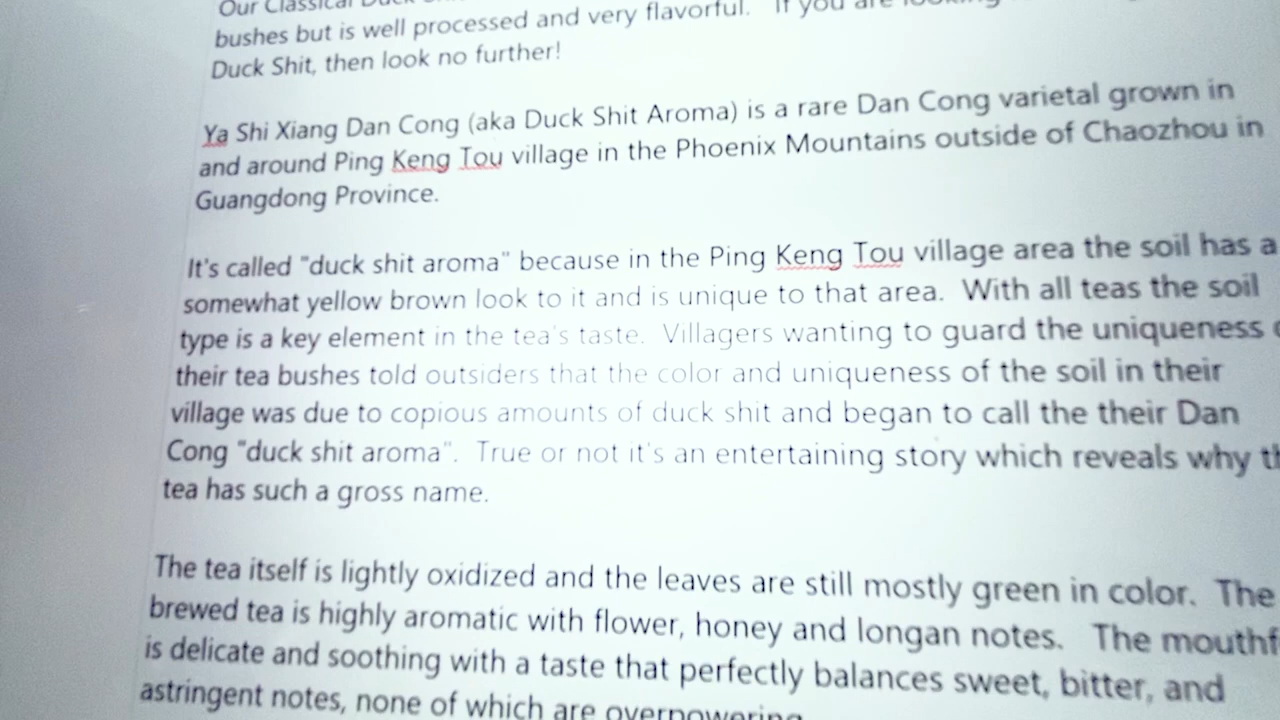 Our Classical Duck
bushes but is well processed and very flavorful. If you are looking
Duck Shit, then look no further!
Ya Shi Xiang Dan Cong (aka Duck Shit Aroma) is a rare Dan Cong varietal grown in
and around Ping Keng Tou village in the Phoenix Mountains outside of Chaozhou in
Guangdong Province.
It's called "duck shit aroma" because in the Ping Keng Tou village area the soil has a
somewhat yellow brown look to it and is unique to that area. With all teas the soil
type is a key element in the tea's taste. Villagers wanting to guard the uniqueness
their tea bushes told outsiders that the color and uniqueness of the soil in their
village was due to copious amounts of duck shit and began to call the their Dan
Cong "duck shit aroma". True or not it's an entertaining story which reveals why th
tea has such a gross name.
The tea itself is lightly oxidized and the leaves are still mostly green in color. The
brewed tea is highly aromatic with flower, honey and longan notes. The mouthf
is delicate and soothing with a taste that perfectly balances sweet, bitter, and
astringent notes, none of which are overpowering